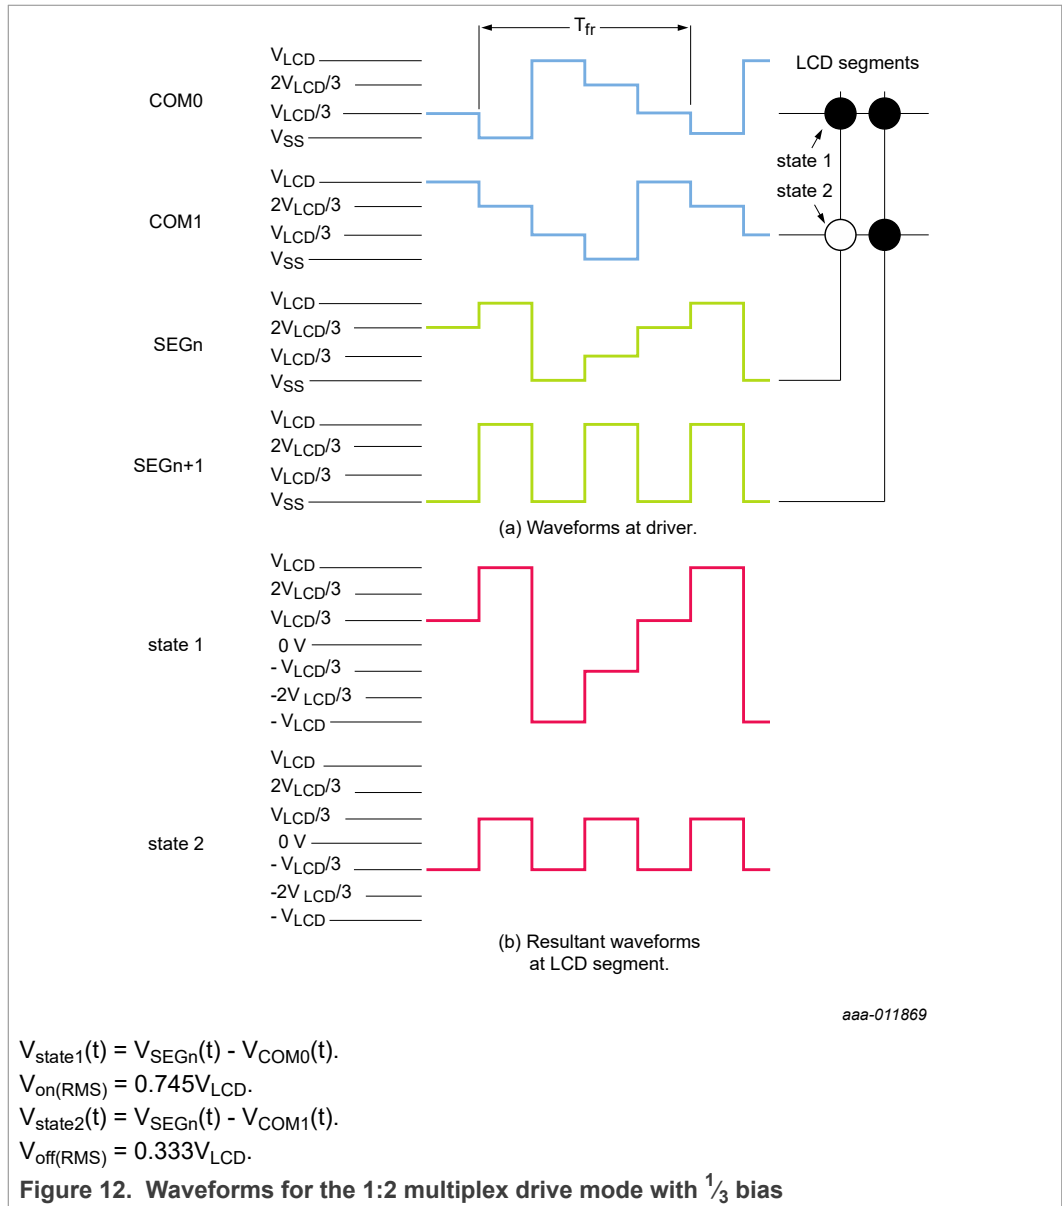 T_fr
V_LCD
2V_LCD/3
COM0
V_LCD/3
V_SS
LCD segments
state 1
state 2
V_LCD
2V_LCD/3
COM1
V_LCD/3
V_SS
V_LCD
2V_LCD/3
SEGn
V_LCD/3
V_SS
V_LCD
2V_LCD/3
SEGn+1
V_LCD/3
V_SS
(a) Waveforms at driver.
V_LCD
2V_LCD/3
V_LCD/3
state 1
0 V
- V_LCD/3
-2V_LCD/3
- V_LCD
V_LCD
2V_LCD/3
V_LCD/3
state 2
0 V
- V_LCD/3
-2V_LCD/3
- V_LCD
(b) Resultant waveforms
at LCD segment.
aaa-011869
V_state1(t) = V_SEGn(t) - V_COM0(t).
V_on(RMS) = 0.745V_LCD.
V_state2(t) = V_SEGn(t) - V_COM1(t).
V_off(RMS) = 0.333V_LCD.
Figure 12. Waveforms for the 1:2 multiplex drive mode with 1/3 bias